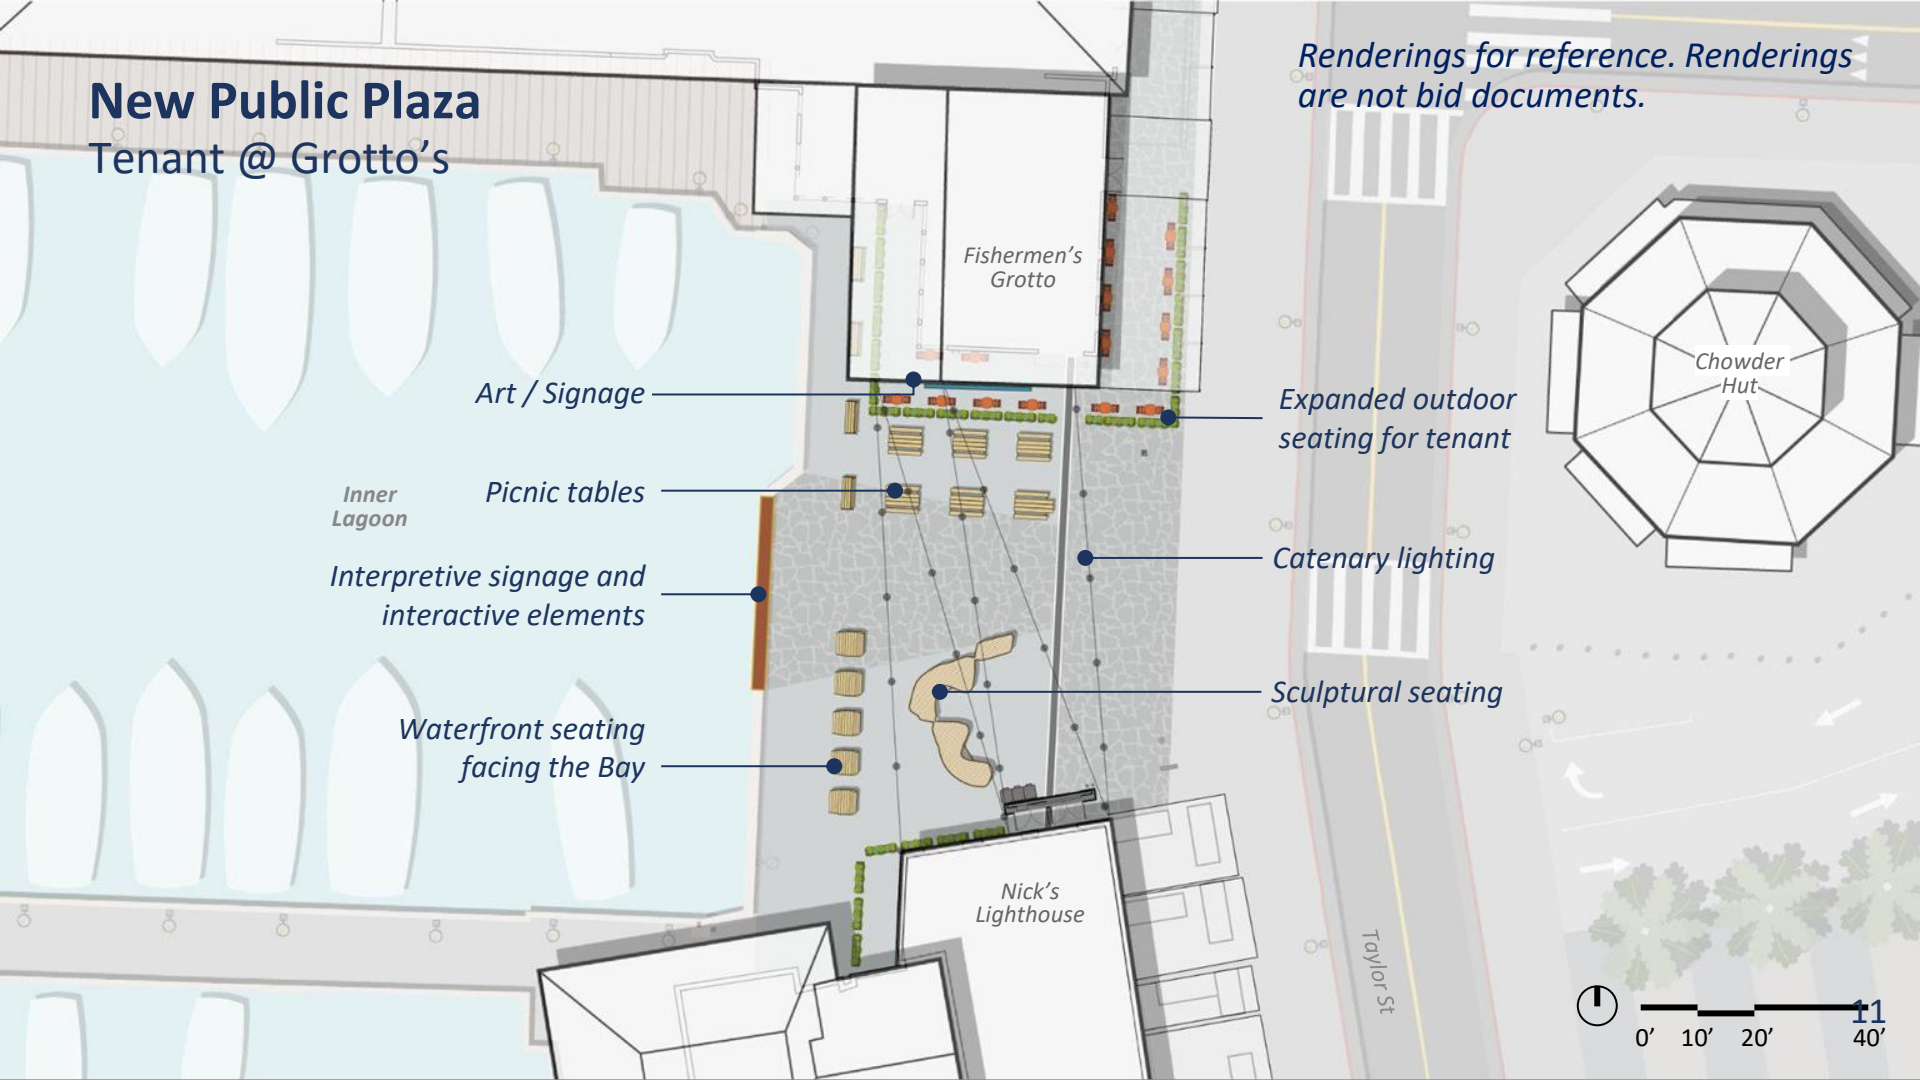 New Public Plaza
Tenant @ Grotto’s
Renderings for reference. Renderings
are not bid documents.
Fishermen’s
Grotto
Chowder
Hut
Art / Signage
Expanded outdoor
seating for tenant
Picnic tables
Inner
Lagoon
Catenary lighting
Interpretive signage and
interactive elements
Sculptural seating
Waterfront seating
facing the Bay
Nick’s
Lighthouse
Taylor St
11
0’ 10’ 20’ 40’